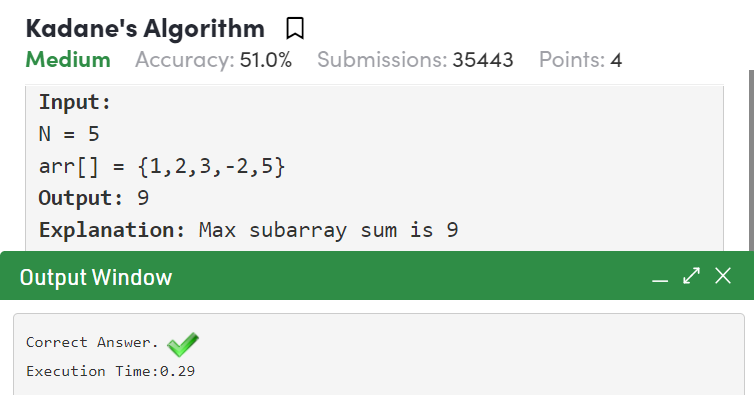 Kadane's Algorithm
Medium Accuracy: 51.0% Submissions: 35443 Points: 4
Input:
N = 5
arr[] = {1,2,3,-2,5}
Output: 9
Explanation: Max subarray sum is 9
Output Window
Correct Answer.
Execution Time:0.29